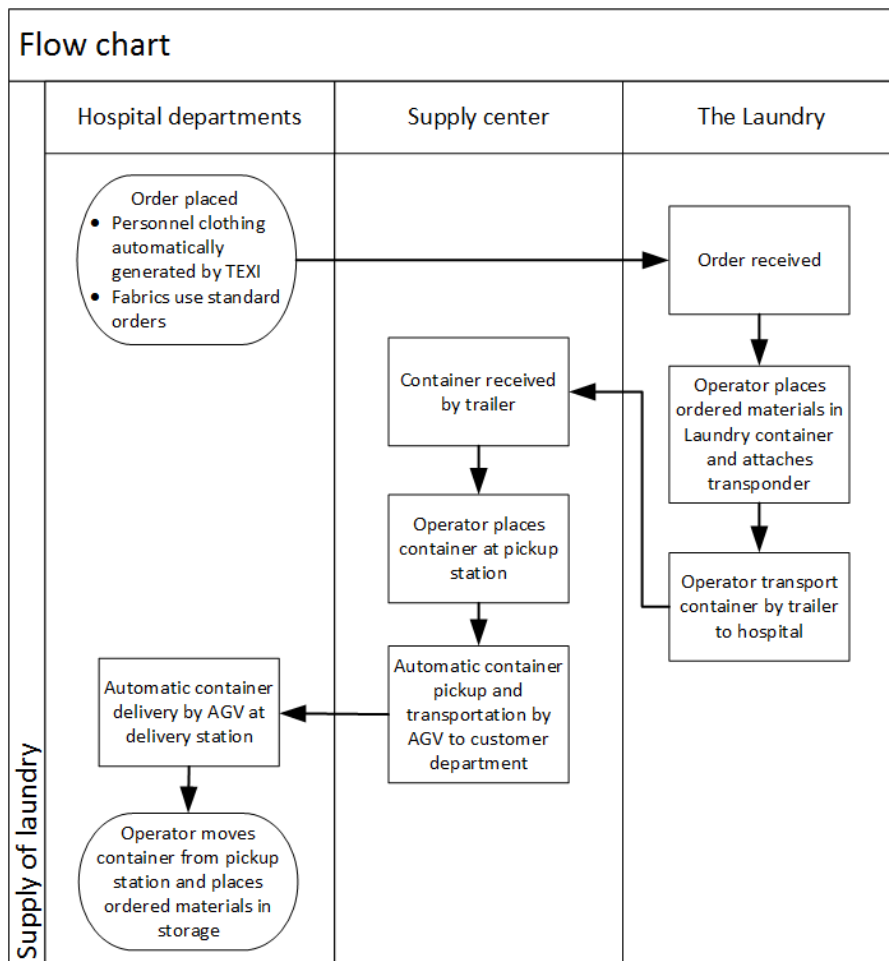 Flow chart
Hospital departments
Supply center
The Laundry
Supply of laundry
Order placed
• Personnel clothing
automatically
generated by TEXI
• Fabrics use standard
orders
Order received
Operator places
ordered materials in
Laundry container
and attaches
transponder
Operator transport
container by trailer
to hospital
Container received
by trailer
Operator places
container at pickup
station
Automatic container
pickup and
transportation by
AGV to customer
department
Automatic container
delivery by AGV at
delivery station
Operator moves
container from pickup
station and places
ordered materials in
storage